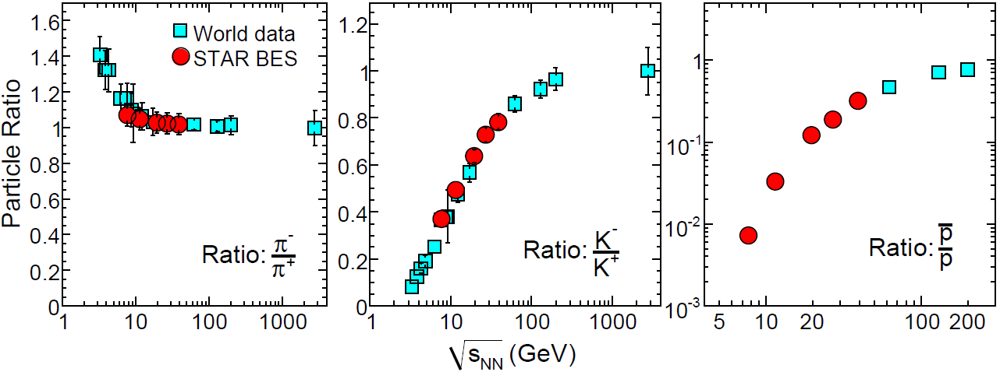 Particle Ratio
1.6
1.4
1.2
1
0.8
0.6
0.4
0.2
0
World data
STAR BES
Ratio: π⁻/π⁺
1 10 100 1000
1.2
1
0.8
0.6
0.4
0.2
0
Ratio: K⁻/K⁺
1 10 100 1000
1
10⁻¹
10⁻²
10⁻³
Ratio: p̅/p
5 10 20 100 200
√sNN (GeV)